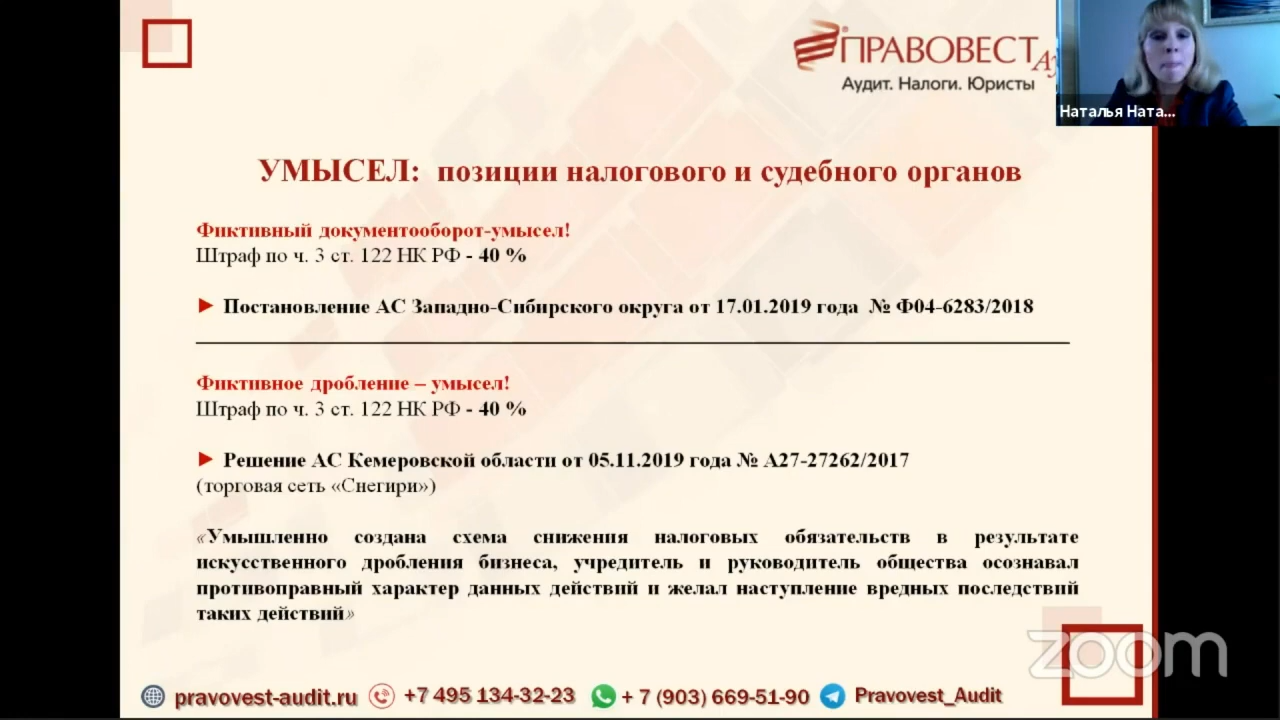 ПРАВОВЕСТ
Аудит. Налоги. Юристы
Наталья Ната...
УМЫСЕЛ: позиции налогового и судебного органов
Фиктивный документооборот-умысел!
Штраф по ч. 3 ст. 122 НК РФ - 40 %
► Постановление АС Западно-Сибирского округа от 17.01.2019 года № Ф04-6283/2018
Фиктивное дробление – умысел!
Штраф по ч. 3 ст. 122 НК РФ - 40 %
► Решение АС Кемеровской области от 05.11.2019 года № А27-27262/2017
(торговая сеть «Снегири»)
«Умышленно создана схема снижения налоговых обязательств в результате
искусственного дробления бизнеса, учредитель и руководитель общества осознавал
противоправный характер данных действий и желал наступление вредных последствий
таких действий»
zoom
pravovest-audit.ru +7 495 134-32-23 + 7 (903) 669-51-90 Pravovest_Audit